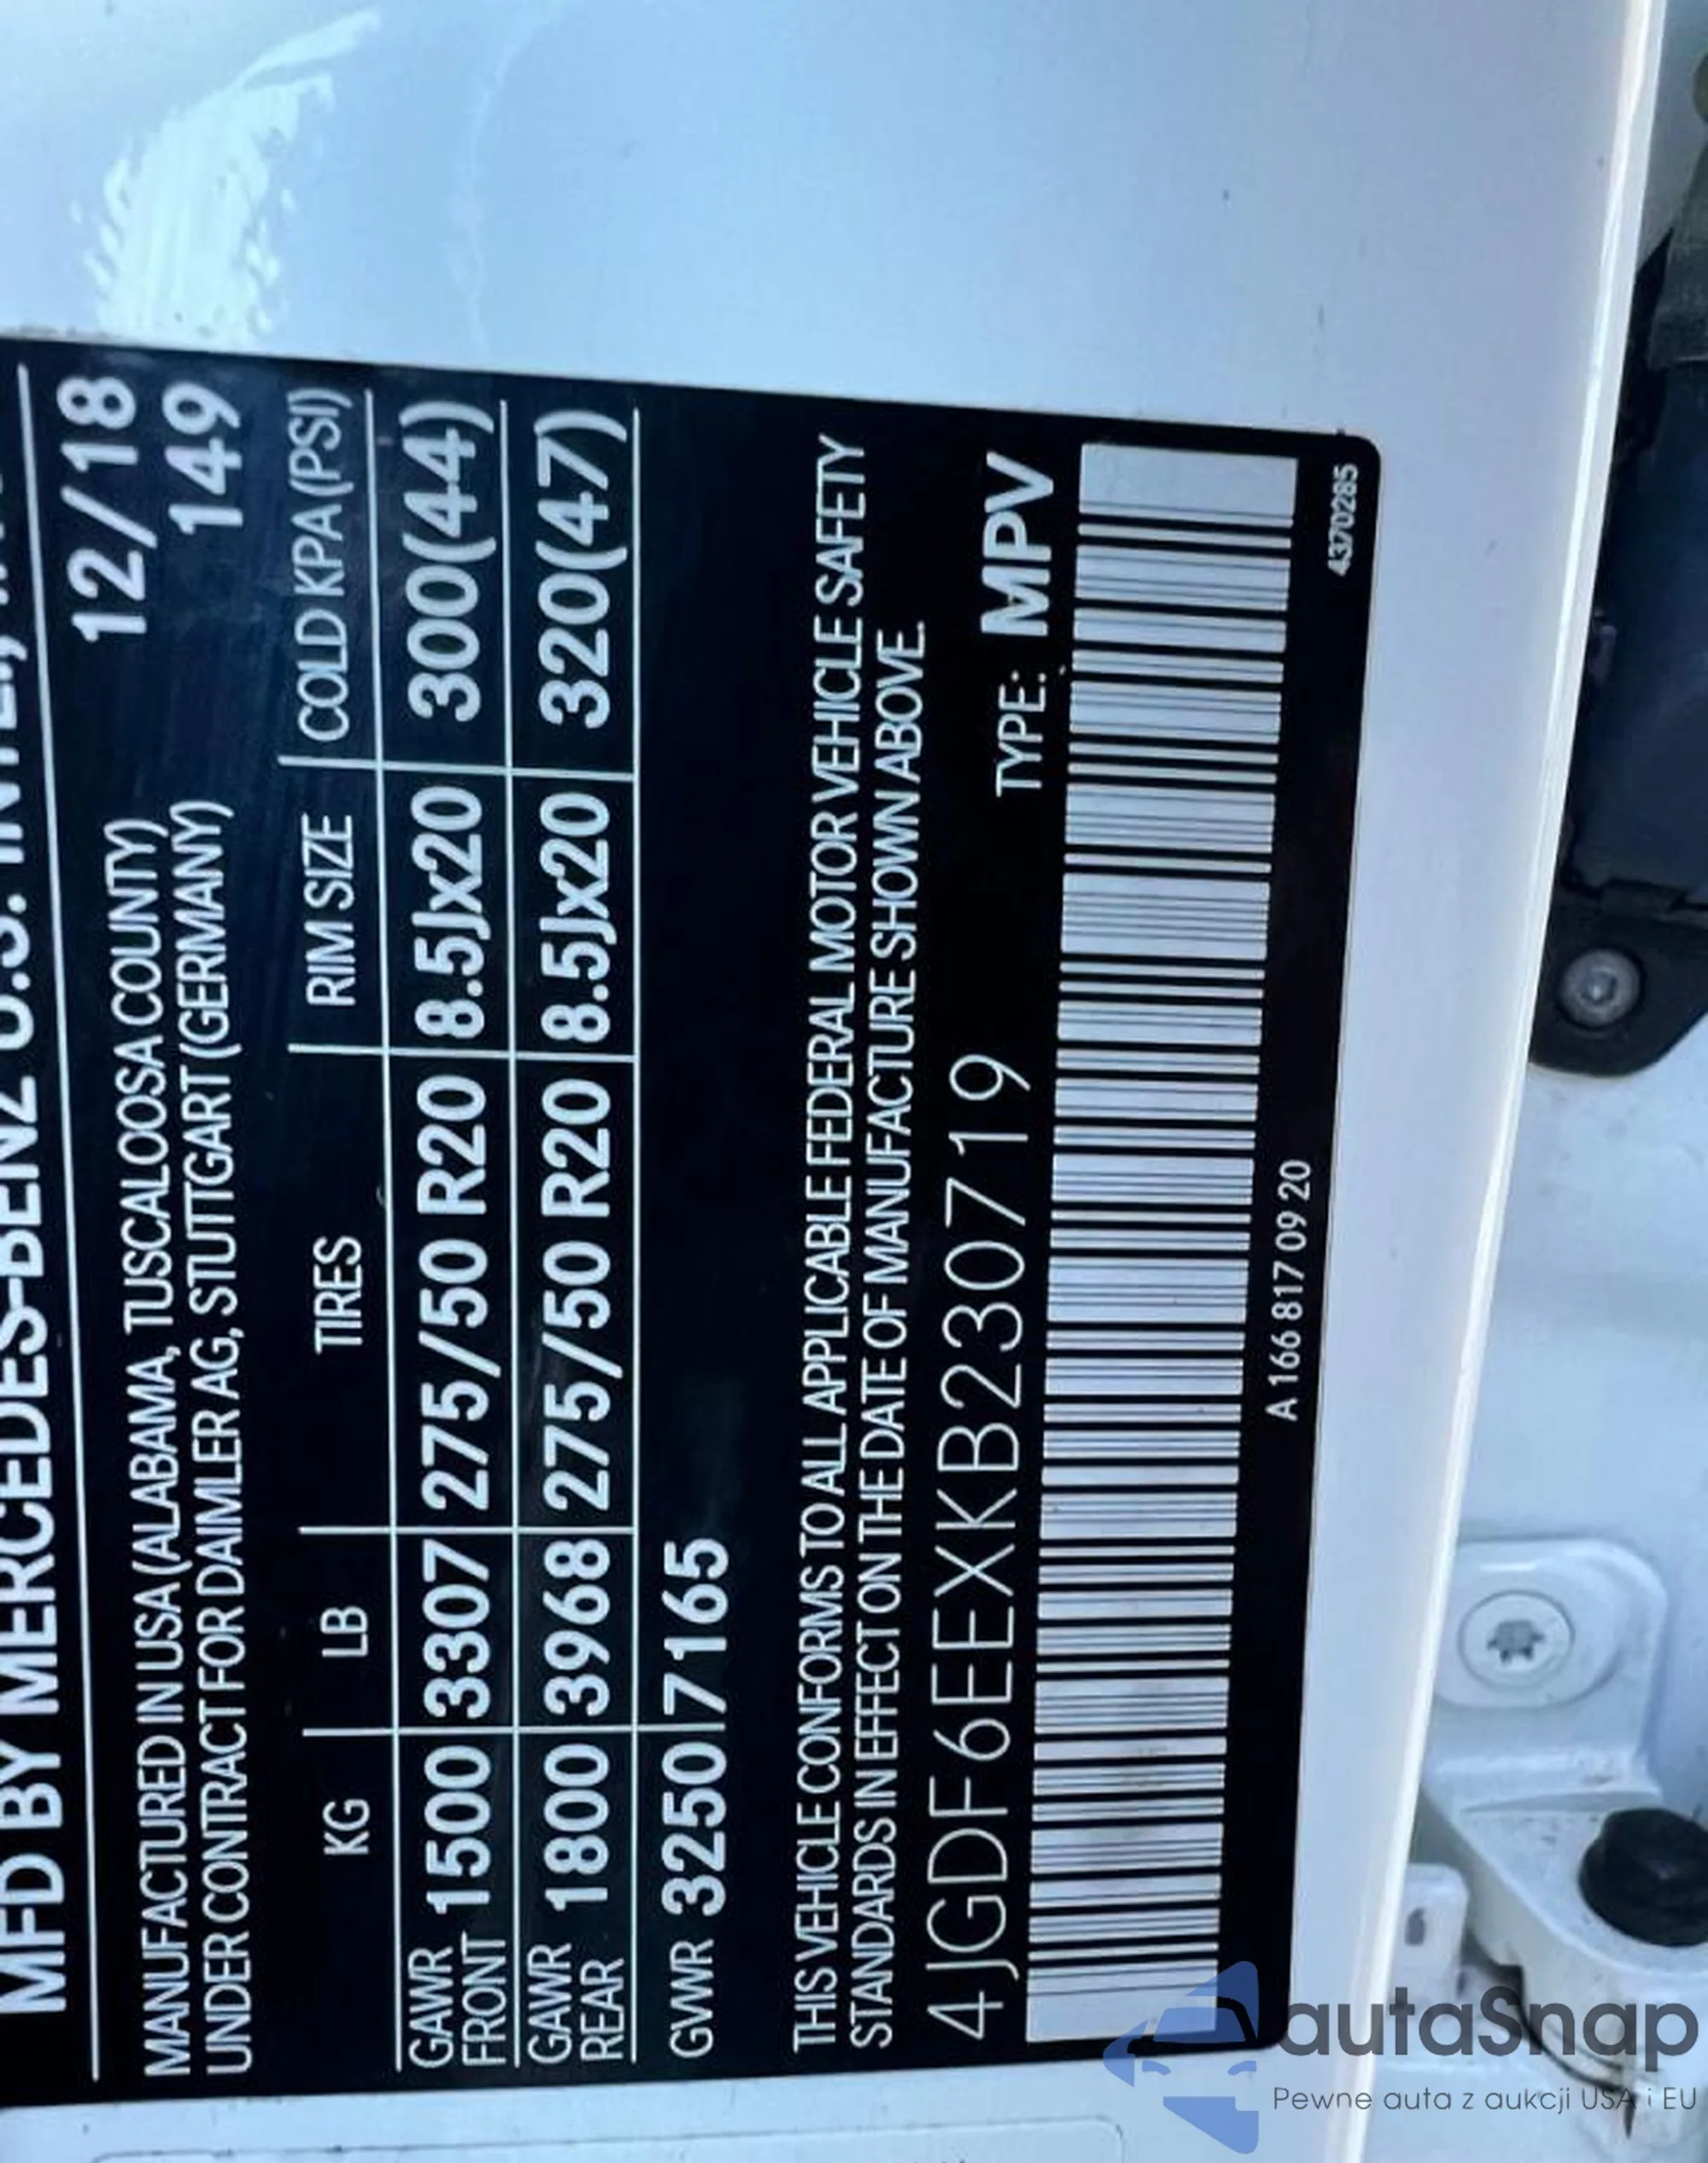 MFD BY MERCEDES-BENZ U.S. INTL,
12/18
MANUFACTURED IN USA (ALABAMA, TUSCALOOSA COUNTY)
149
UNDER CONTRACT FOR DAIMLER AG, STUTTGART (GERMANY)
KG LB TIRES RIM SIZE COLD KPA (PSI)
GAWR FRONT 1500 3307 275/50 R20 8.5Jx20 300(44)
GAWR REAR 1800 3968 275/50 R20 8.5Jx20 320(47)
GVWR 3250 7165
THIS VEHICLE CONFORMS TO ALL APPLICABLE FEDERAL MOTOR VEHICLE SAFETY
STANDARDS IN EFFECT ON THE DATE OF MANUFACTURE SHOWN ABOVE.
4JGDF6EEXKB230719 TYPE: MPV
A 166 817 09 20
4370285
autaSnap
Pewne auta z aukcji USA i EU